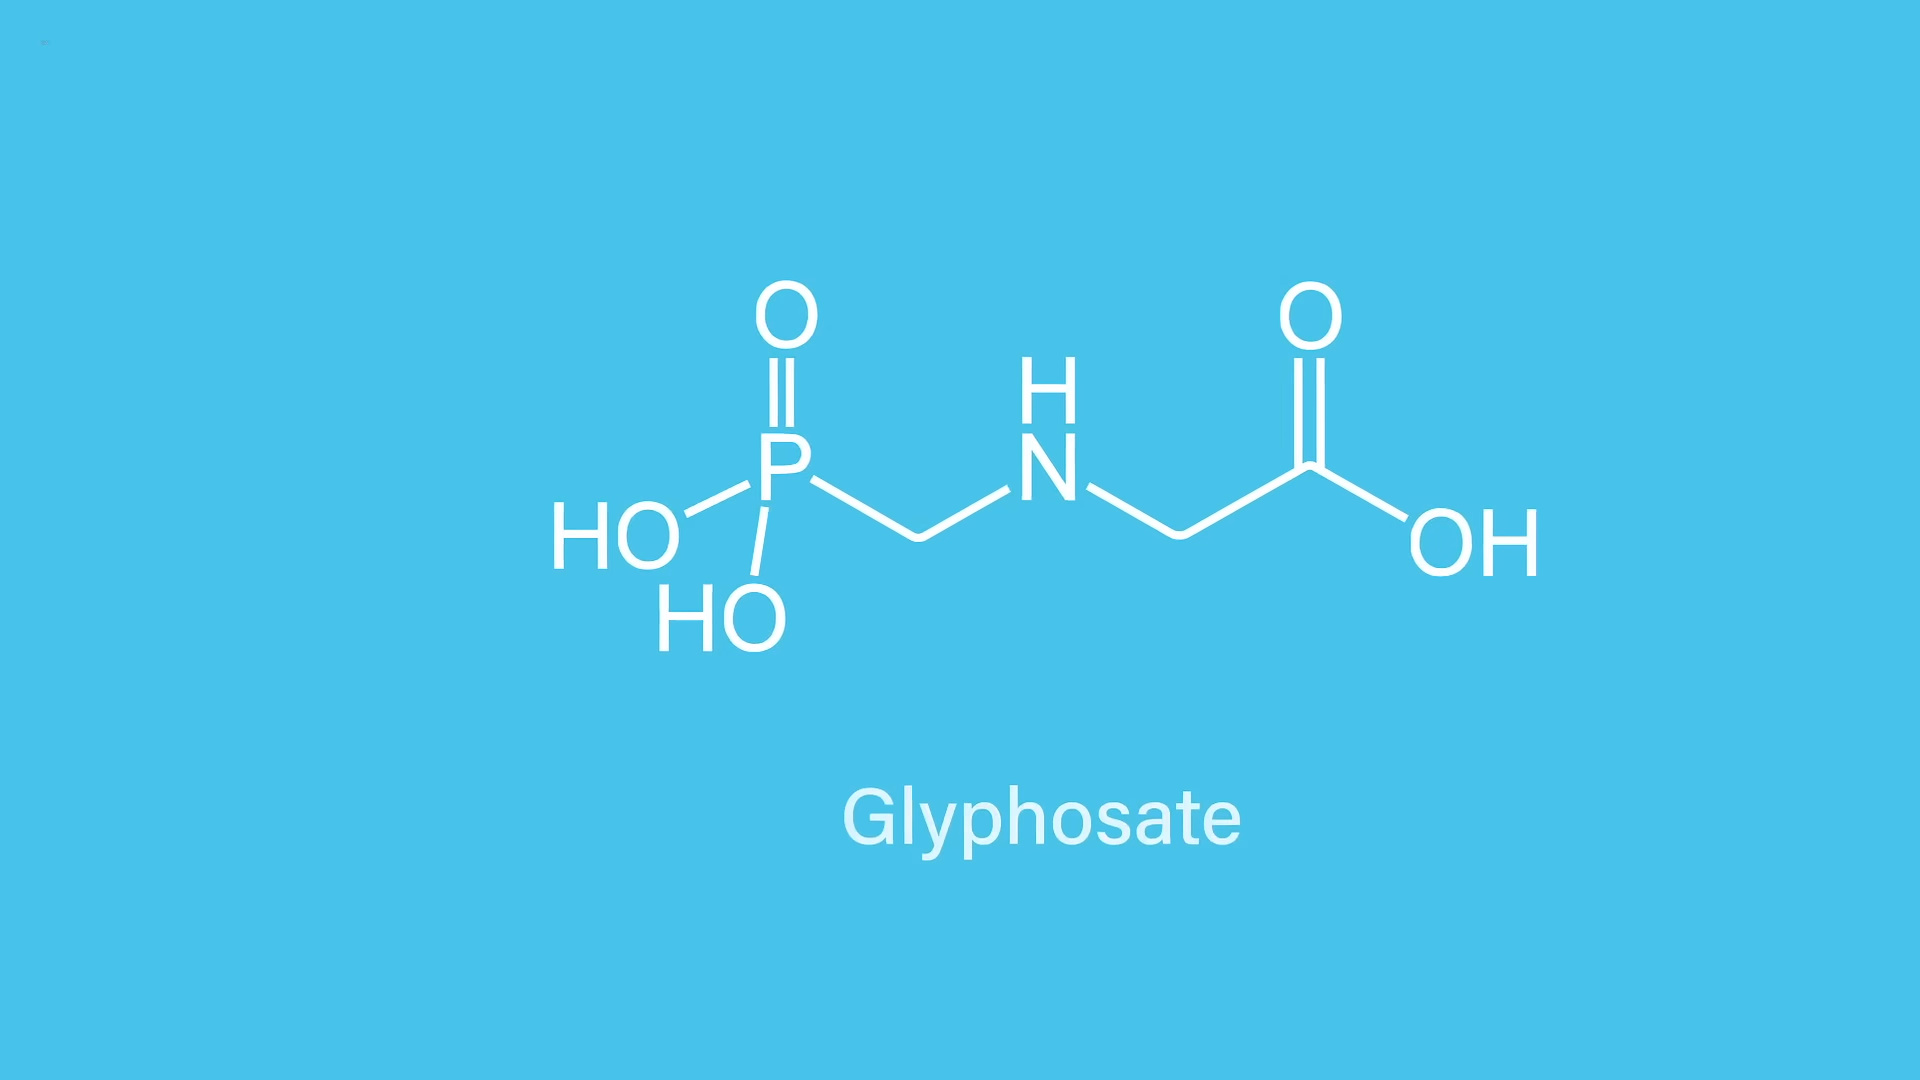 O O
H
P N
HO OH
HO
Glyphosate